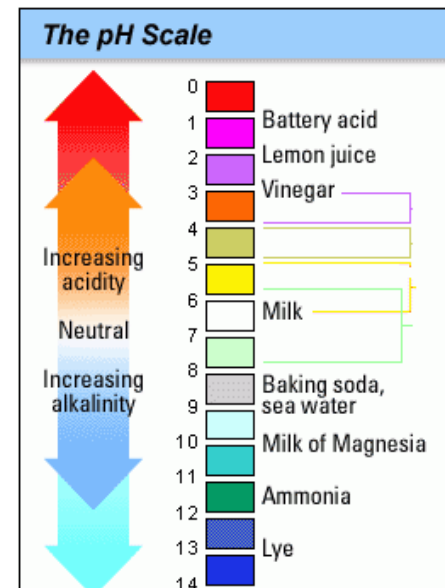 The pH Scale
0
1
Battery acid
2
Lemon juice
3
Vinegar
4
Increasing
acidity
5
6
Milk
Neutral
7
8
Increasing
alkalinity
Baking soda,
sea water
9
10
Milk of Magnesia
11
Ammonia
12
13
Lye
14